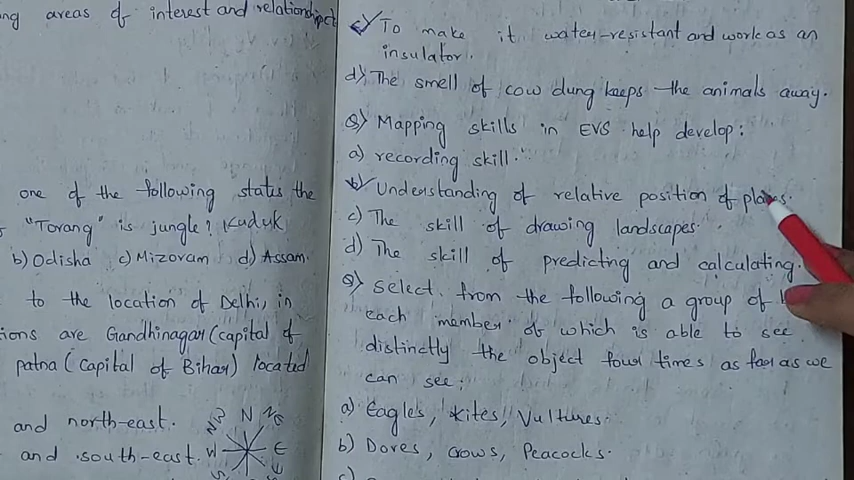 ng areas of interest and relationship
one of the following states the
"Torang" is jungle? Kuduk
b) Odisha c) Mizoram d) Assam.
to the location of Delhi, in
ions are Gandhinagar (capital of
patna (capital of Bihar) located
and north-east.
and south-east.
NW N NE
W E
c) To make it water-resistant and work as an
insulator.
d) The smell of cow dung keeps the animals away.
Q) Mapping skills in EVS help develop:
a) recording skill.
b) Understanding of relative position of places.
c) The skill of drawing landscapes.
d) The skill of predicting and calculating.
Q) Select from the following a group of
each member of which is able to see
distinctly the object four times as far as we
can see:
a) Eagles, kites, Vultures.
b) Doves, crows, Peacocks.
c)